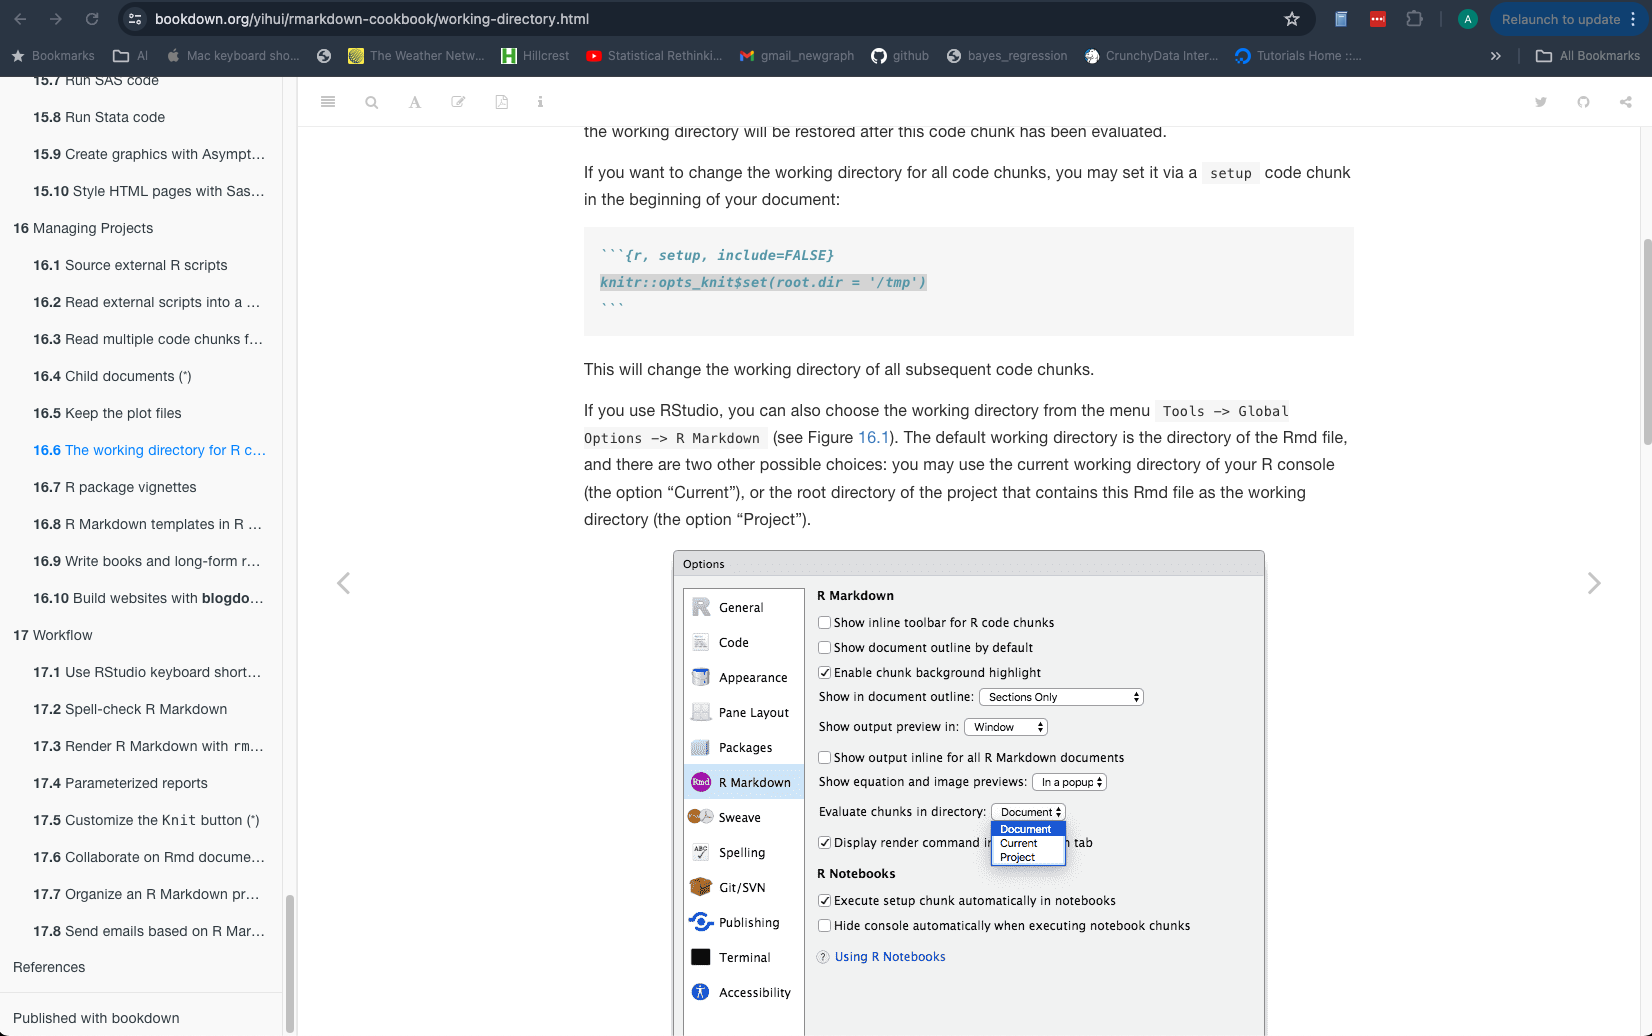 bookdown.org/yihui/rmarkdown-cookbook/working-directory.html
A
Relaunch to update
Bookmarks
AI
Mac keyboard sho...
The Weather Netw...
Hillcrest
Statistical Rethinki...
gmail_newgraph
github
bayes_regression
CrunchyData Inter...
Tutorials Home ::...
»
All Bookmarks
15.7 Run SAS code
15.8 Run Stata code
15.9 Create graphics with Asympt...
15.10 Style HTML pages with Sas...
16 Managing Projects
16.1 Source external R scripts
16.2 Read external scripts into a ...
16.3 Read multiple code chunks f...
16.4 Child documents (*)
16.5 Keep the plot files
16.6 The working directory for R c...
16.7 R package vignettes
16.8 R Markdown templates in R ...
16.9 Write books and long-form r...
16.10 Build websites with blogdo...
17 Workflow
17.1 Use RStudio keyboard short...
17.2 Spell-check R Markdown
17.3 Render R Markdown with rm...
17.4 Parameterized reports
17.5 Customize the Knit button (*)
17.6 Collaborate on Rmd docume...
17.7 Organize an R Markdown pr...
17.8 Send emails based on R Mar...
References
Published with bookdown
A
i
the working directory will be restored after this code chunk has been evaluated.
If you want to change the working directory for all code chunks, you may set it via a setup code chunk
in the beginning of your document:
```{r, setup, include=FALSE}
knitr::opts_knit$set(root.dir = '/tmp')
```
This will change the working directory of all subsequent code chunks.
If you use RStudio, you can also choose the working directory from the menu Tools -> Global
Options -> R Markdown (see Figure 16.1). The default working directory is the directory of the Rmd file,
and there are two other possible choices: you may use the current working directory of your R console
(the option “Current”), or the root directory of the project that contains this Rmd file as the working
directory (the option “Project”).
Options
R General
Code
Appearance
Pane Layout
Packages
Rmd R Markdown
Sweave
ABC Spelling
Git/SVN
Publishing
Terminal
Accessibility
R Markdown
Show inline toolbar for R code chunks
Show document outline by default
Enable chunk background highlight
Show in document outline: Sections Only
Show output preview in: Window
Show output inline for all R Markdown documents
Show equation and image previews: In a popup
Evaluate chunks in directory: Document
Document
Current
Project
Display render command in tab
R Notebooks
Execute setup chunk automatically in notebooks
Hide console automatically when executing notebook chunks
? Using R Notebooks